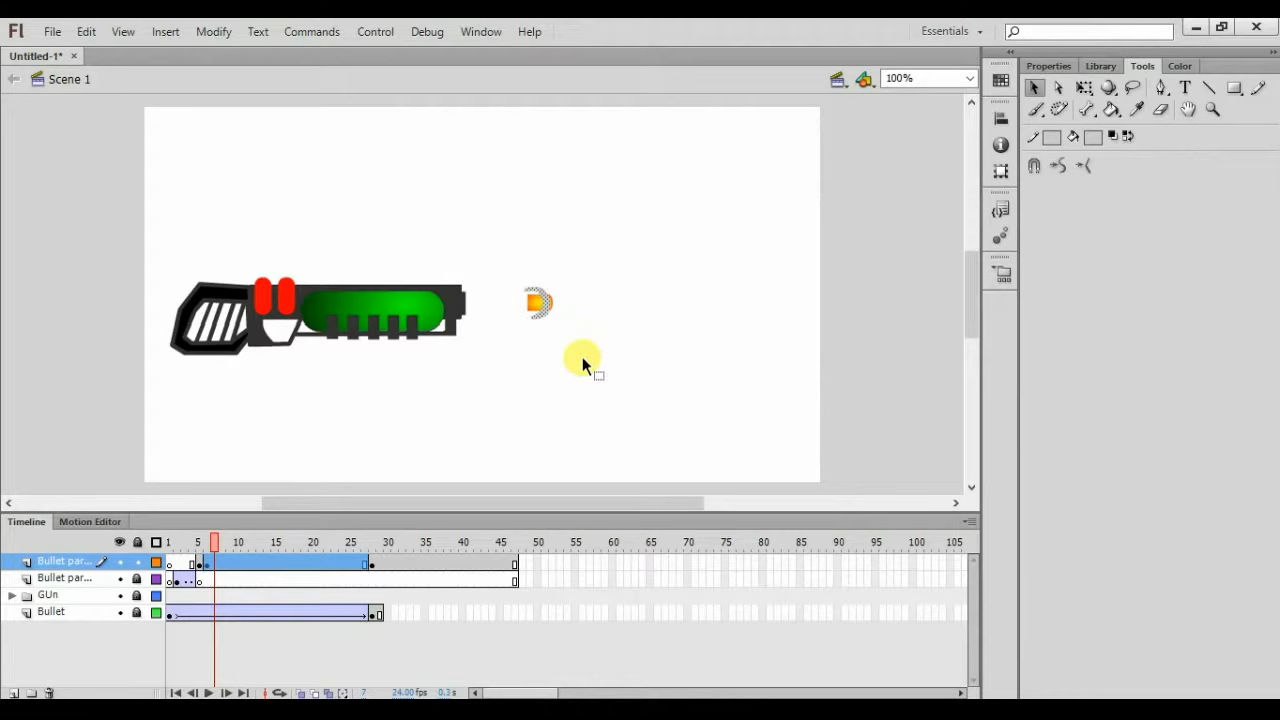 Fl File Edit View Insert Modify Text Commands Control Debug Window Help Essentials
Untitled-1* ×
Properties Library Tools Color
Scene 1 100%
Timeline Motion Editor
1 5 10 15 20 25 30 35 40 45 50 55 60 65 70 75 80 85 90 95 100 105
Bullet par...
Bullet par...
GUn
Bullet
7 24.00 fps 0.3 s